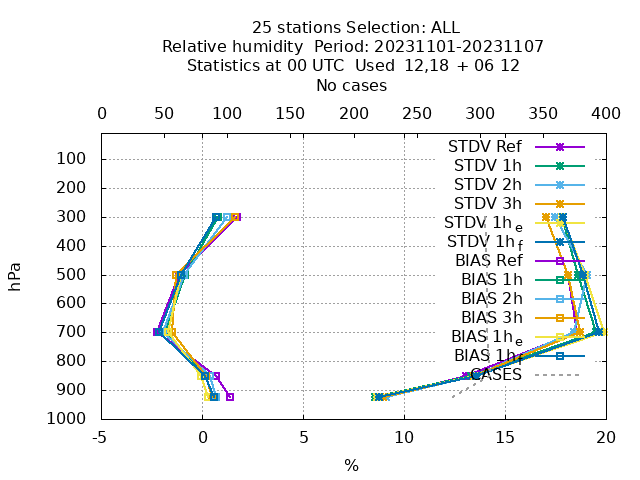 25 stations Selection: ALL
Relative humidity  Period: 20231101-20231107
Statistics at 00 UTC  Used  12,18 + 06 12
No cases
0 50 100 150 200 250 300 350 400
STDV Ref
STDV 1h
STDV 2h
STDV 3h
STDV 1h e
STDV 1h f
BIAS Ref
BIAS 1h
BIAS 2h
BIAS 3h
BIAS 1h e
BIAS 1h f
CASES
hPa
100
200
300
400
500
600
700
800
900
1000
-5 0 5 10 15 20
%